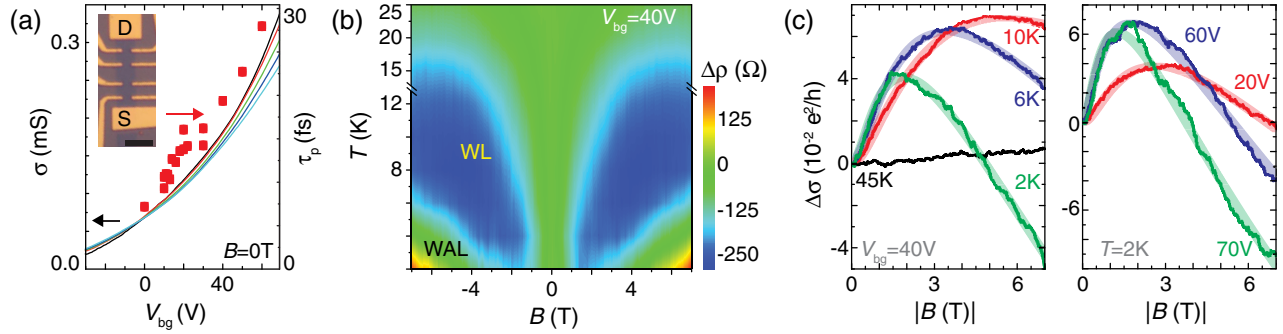 (a)
D
S
0.3
0.0
σ (mS)
30
0
τp (fs)
B=0T
0
20
40
60
Vbg (V)
(b)
Vbg=40V
25
20
15
12
8
4
T (K)
WL
WAL
-4
0
4
B (T)
Δρ (Ω)
125
0
-125
-250
(c)
10K
6K
2K
45K
Vbg=40V
4
0
-4
Δσ (10⁻² e²/h)
0
3
6
|B (T)|
60V
20V
70V
T=2K
6
0
-6
0
3
6
|B (T)|